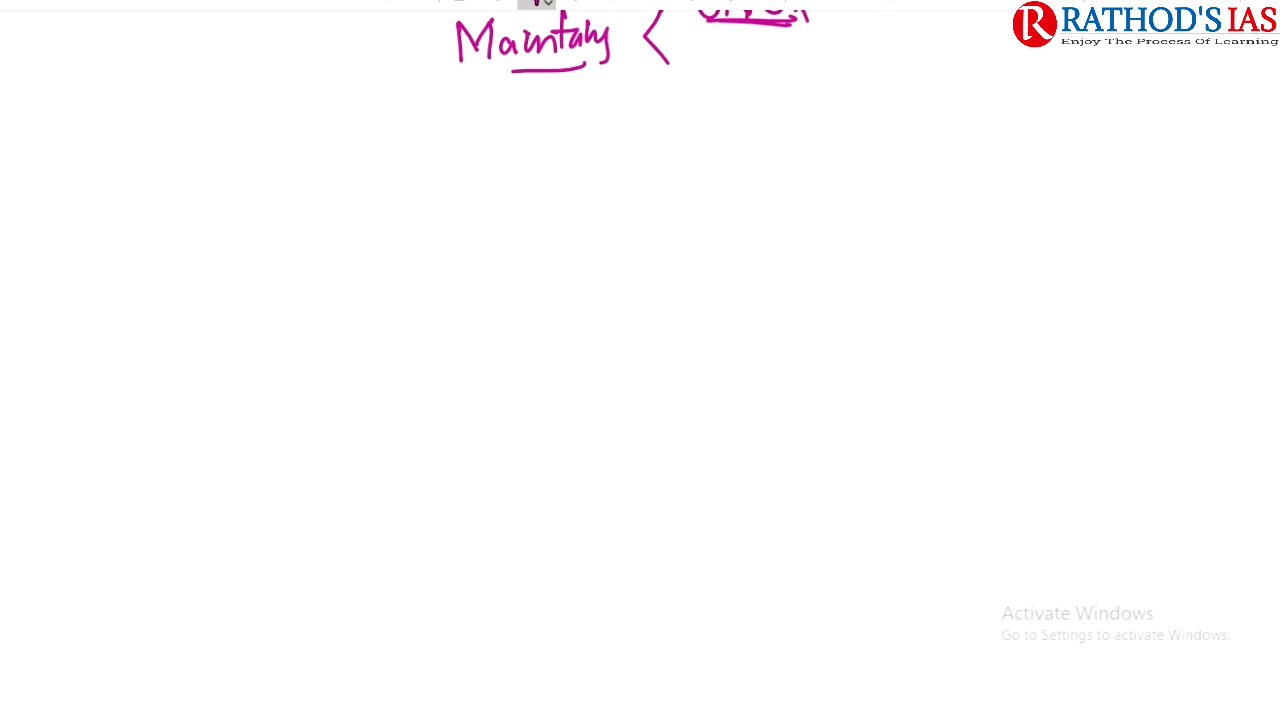 Maintain <
R RATHOD'S IAS
Enjoy The Process Of Learning
Activate Windows
Go to Settings to activate Windows.